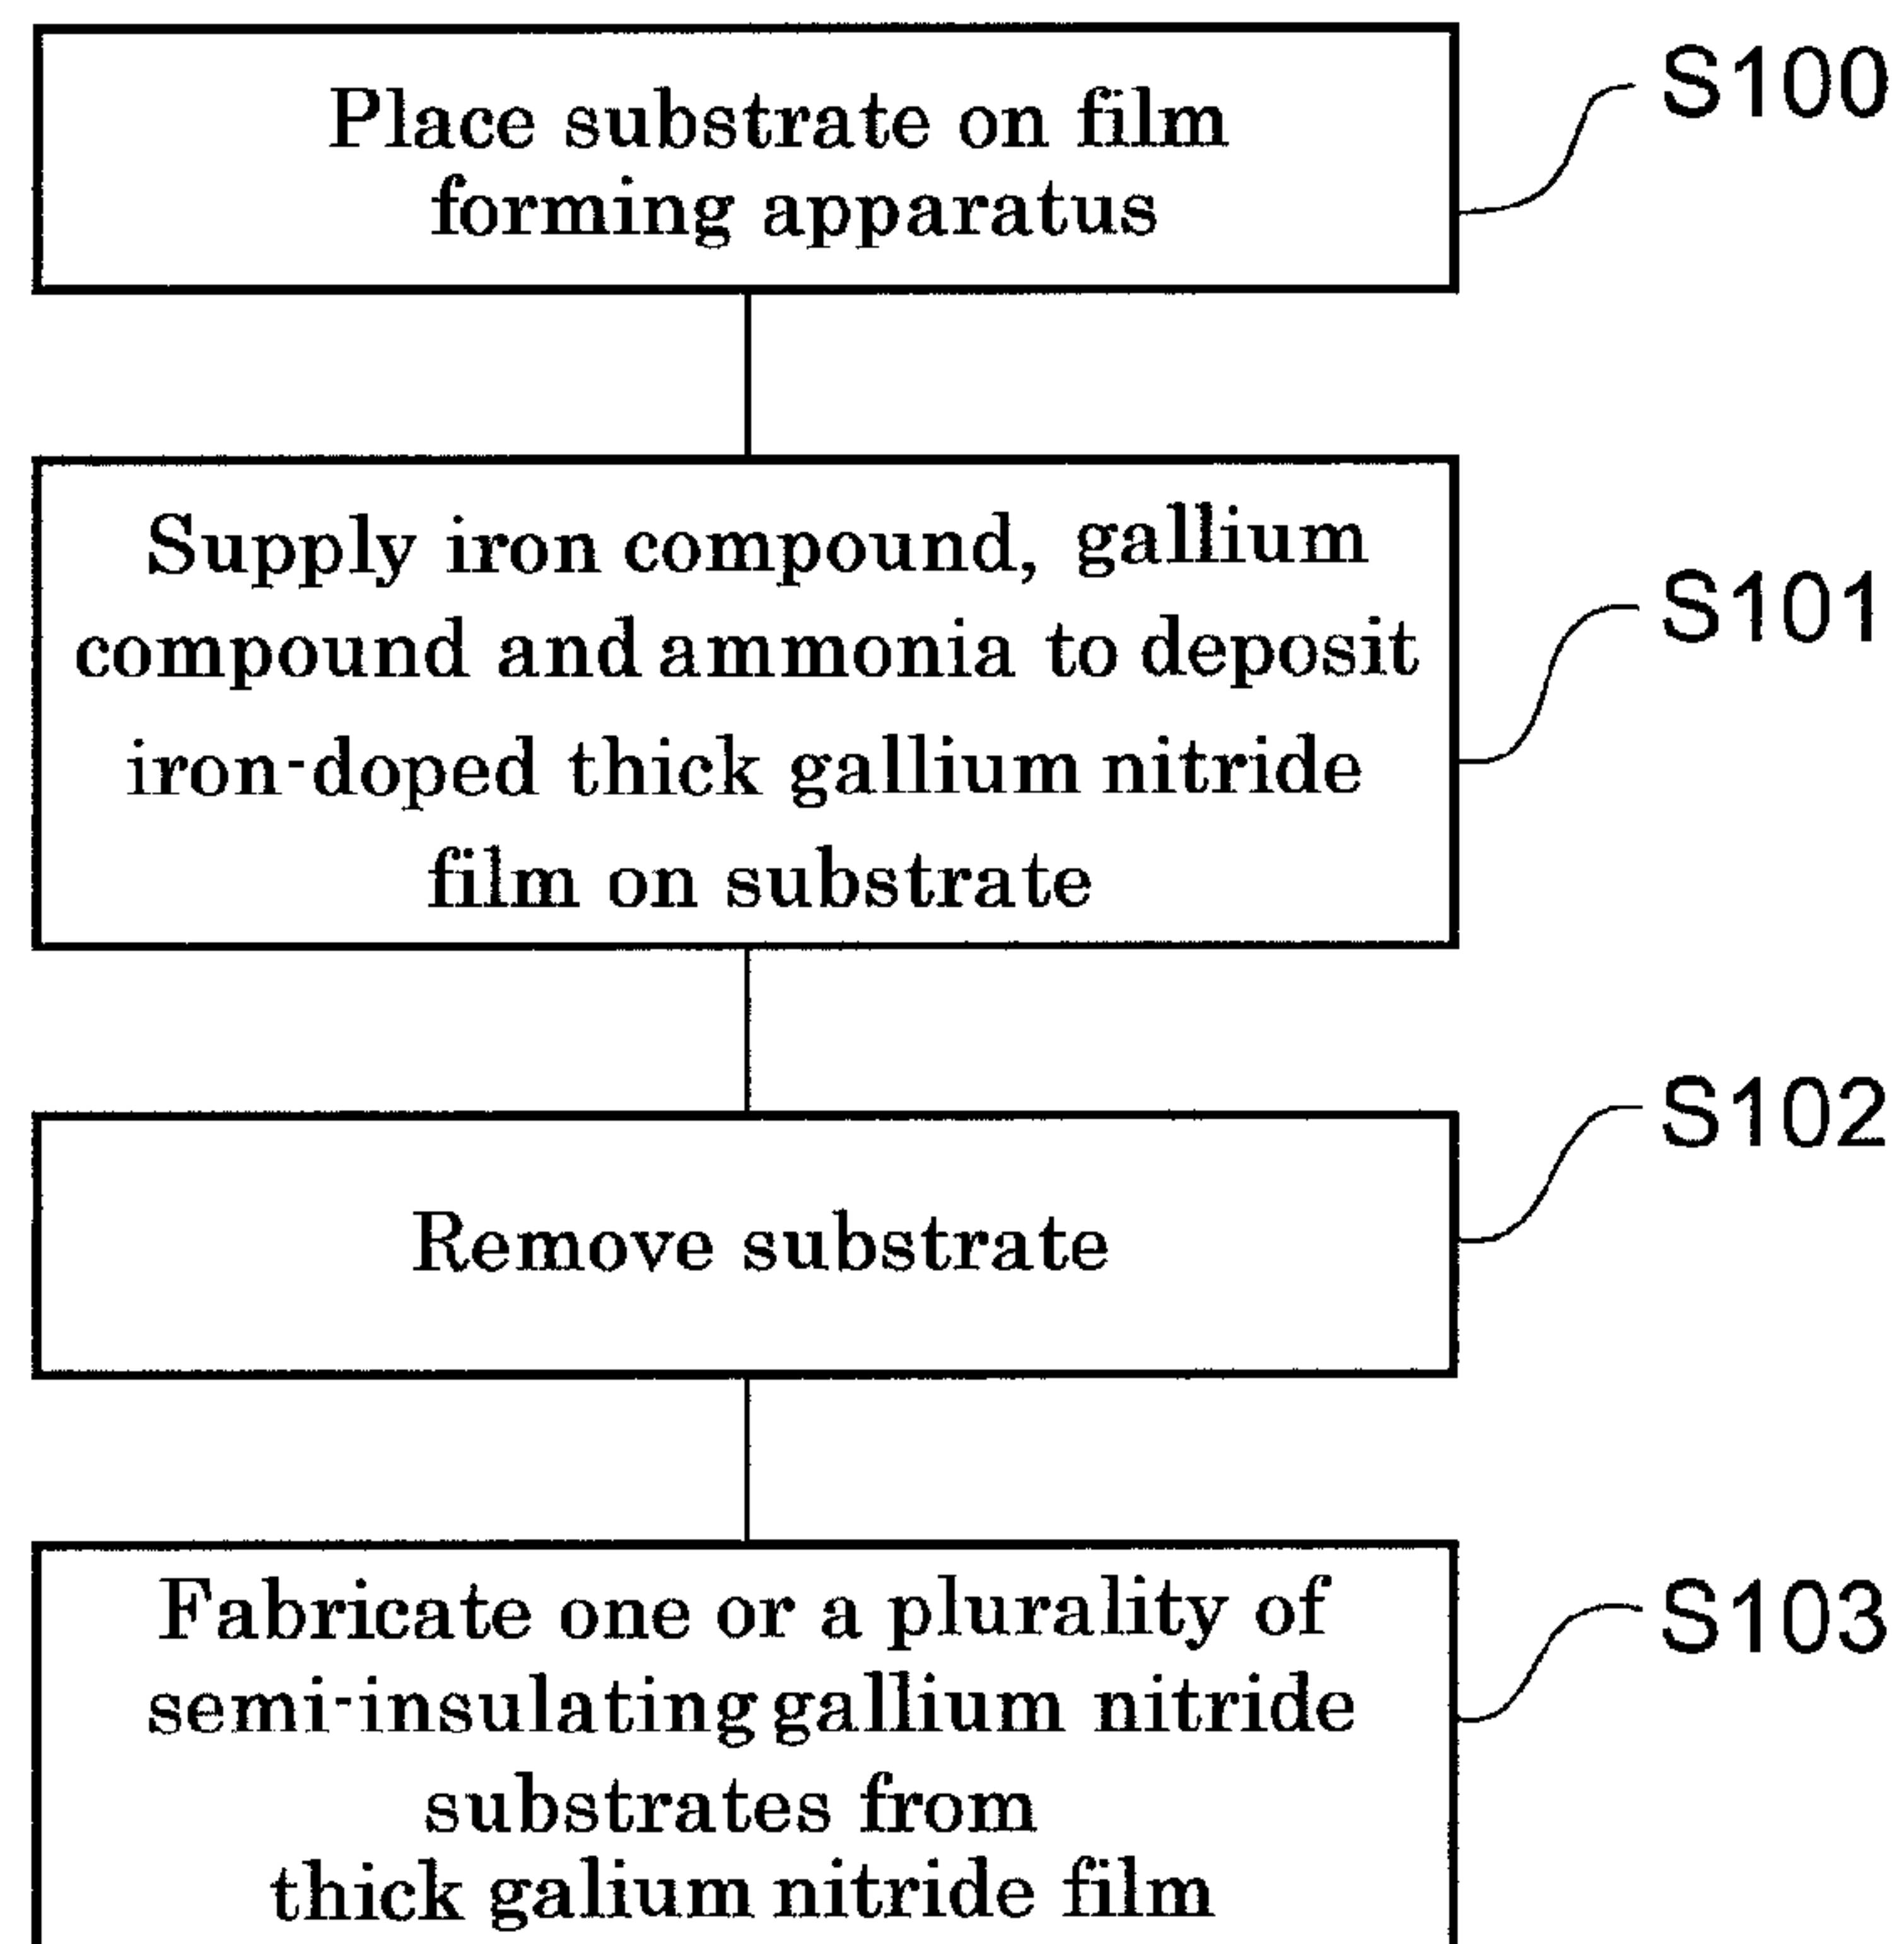 Place substrate on film
forming apparatus
S100
Supply iron compound, gallium
compound and ammonia to deposit
iron-doped thick gallium nitride
film on substrate
S101
Remove substrate
S102
Fabricate one or a plurality of
semi-insulating gallium nitride
substrates from
thick galium nitride film
S103